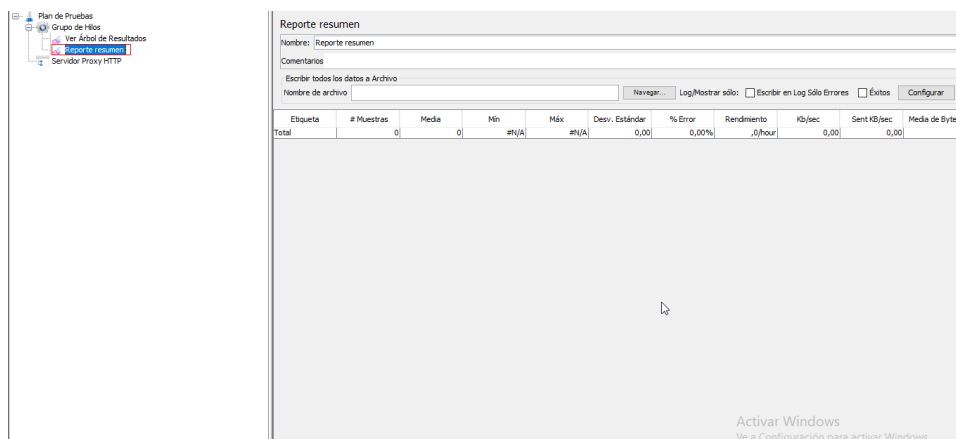 Plan de Pruebas
Grupo de Hilos
Ver Árbol de Resultados
Reporte resumen
Servidor Proxy HTTP
Reporte resumen
Nombre: Reporte resumen
Comentarios
Escribir todos los datos a Archivo
Nombre de archivo Navegar... Log/Mostrar sólo: Escribir en Log Sólo Errores Éxitos Configurar
Etiqueta # Muestras Media Mín Máx Desv. Estándar % Error Rendimiento Kb/sec Sent KB/sec Media de Byte
Total 0 0 #N/A #N/A 0,00 0,00% ,0/hour 0,00 0,00
Activar Windows
Ve a Configuración para activar Windows.